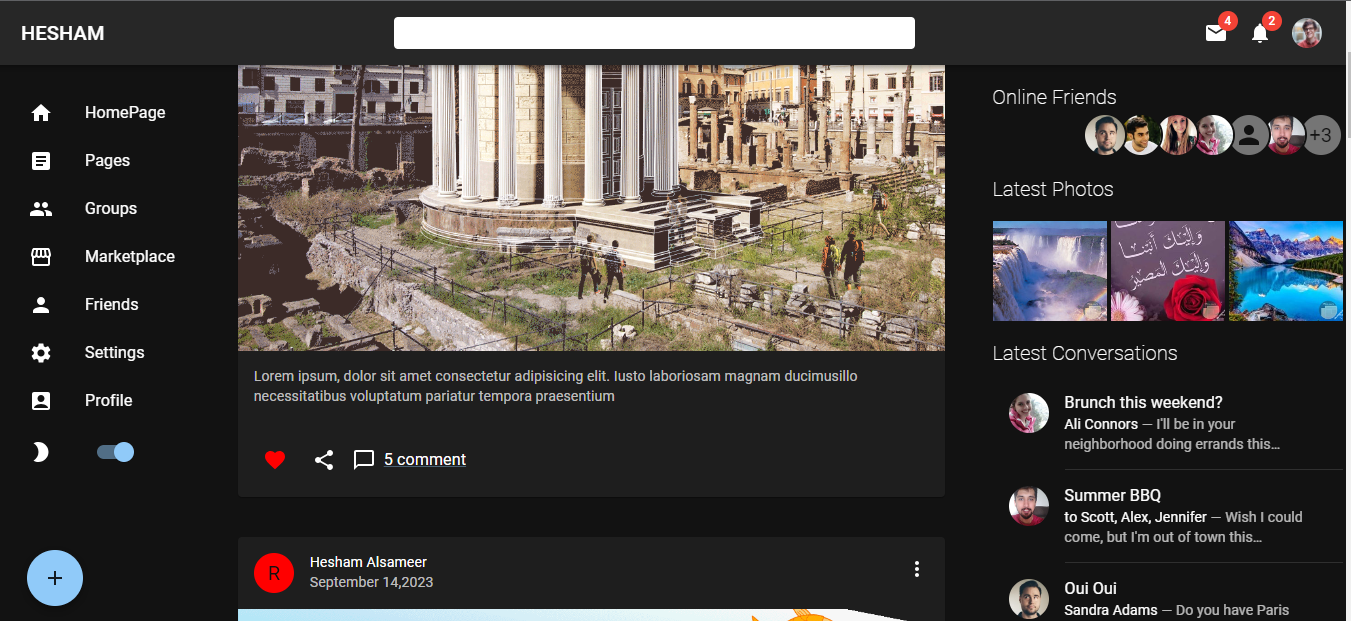 HESHAM
4
2
HomePage
Pages
Groups
Marketplace
Friends
Settings
Profile
Lorem ipsum, dolor sit amet consectetur adipisicing elit. Iusto laboriosam magnam ducimusillo
necessitatibus voluptatum pariatur tempora praesentium
5 comment
R
Hesham Alsameer
September 14,2023
Online Friends
+3
Latest Photos
وَإِلَيْكَ أَنَبْنَا
وَإِلَيْكَ الْمَصِيرُ
Latest Conversations
Brunch this weekend?
Ali Connors — I'll be in your
neighborhood doing errands this…
Summer BBQ
to Scott, Alex, Jennifer — Wish I could
come, but I'm out of town this…
Oui Oui
Sandra Adams — Do you have Paris